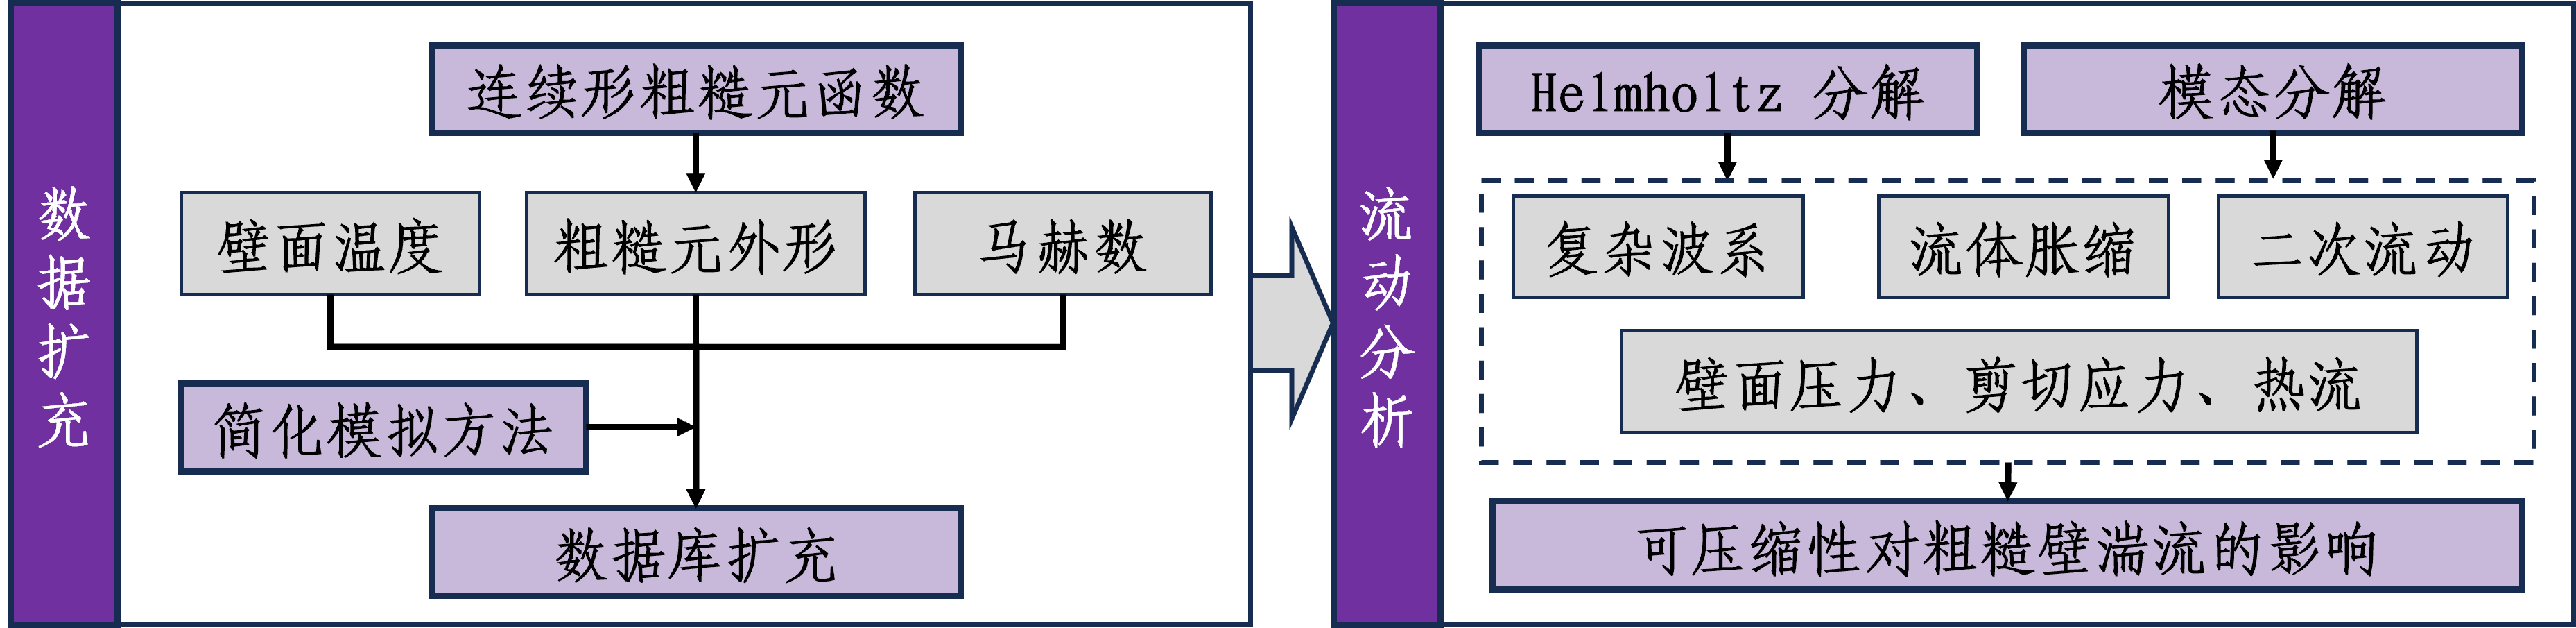 数据扩充
连续形粗糙元函数
壁面温度
粗糙元外形
马赫数
简化模拟方法
数据库扩充
流动分析
Helmholtz 分解
模态分解
复杂波系
流体胀缩
二次流动
壁面压力、剪切应力、热流
可压缩性对粗糙壁湍流的影响